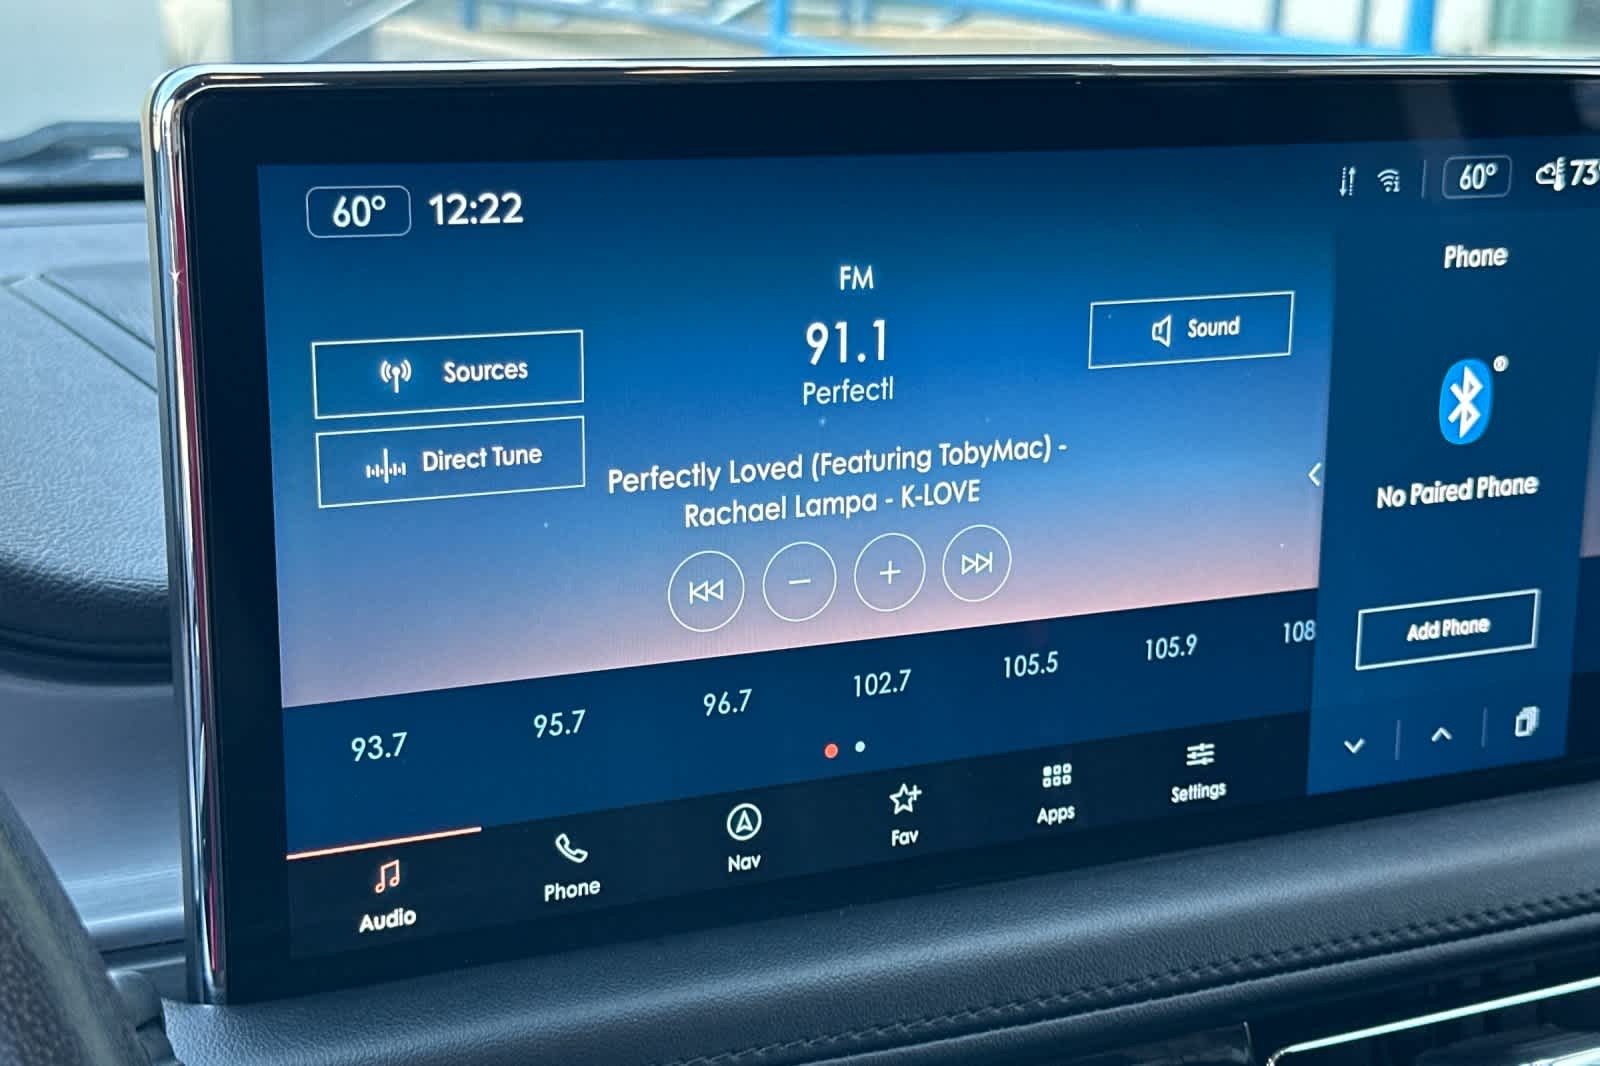 60° 12:22
60° 73°
FM
91.1
Perfectl
Sources
Direct Tune
Sound
Perfectly Loved (Featuring TobyMac) -
Rachael Lampa - K-LOVE
93.7 95.7 96.7 102.7 105.5 105.9 108
Audio
Phone
Nav
Fav
Apps
Settings
Phone
No Paired Phone
Add Phone